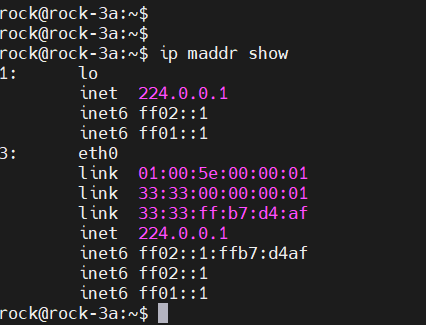 rock@rock-3a:~$
rock@rock-3a:~$
rock@rock-3a:~$ ip maddr show
1:      lo
        inet  224.0.0.1
        inet6 ff02::1
        inet6 ff01::1
3:      eth0
        link  01:00:5e:00:00:01
        link  33:33:00:00:00:01
        link  33:33:ff:b7:d4:af
        inet  224.0.0.1
        inet6 ff02::1:ffb7:d4af
        inet6 ff02::1
        inet6 ff01::1
rock@rock-3a:~$